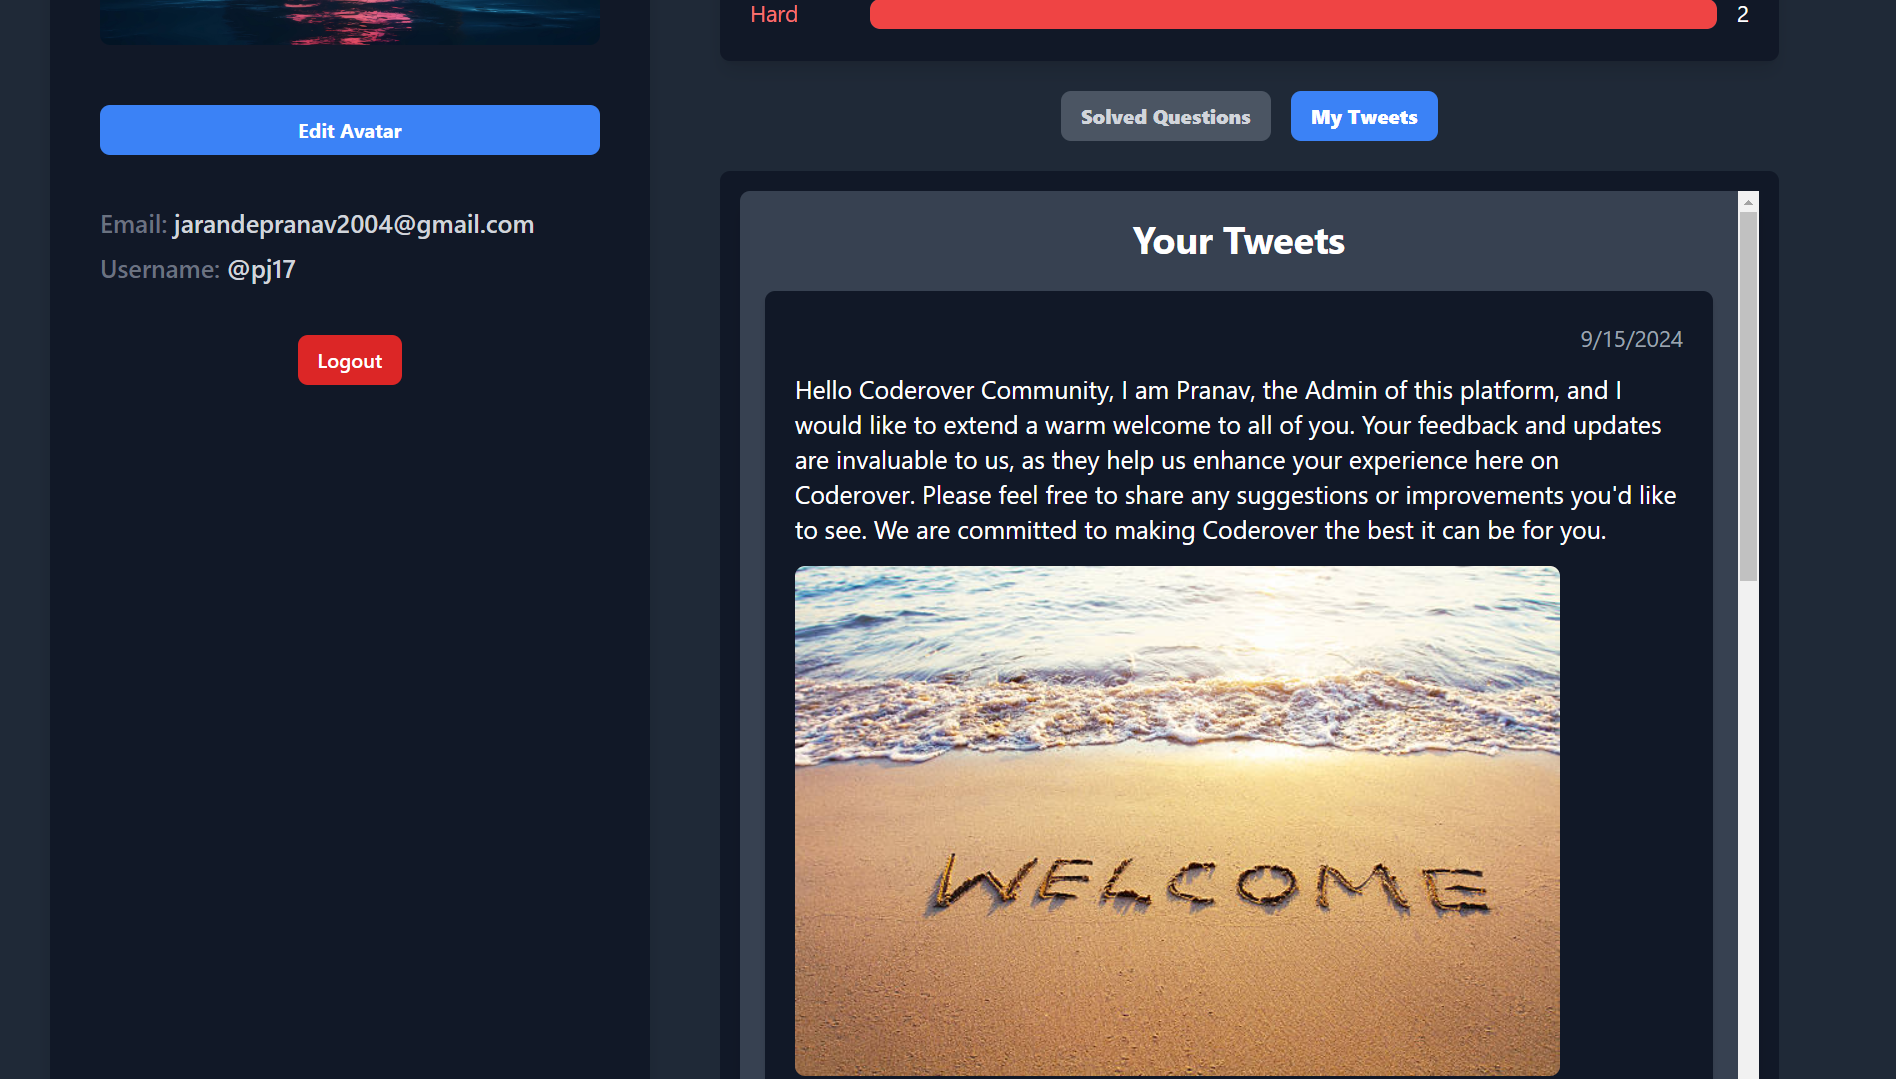 Hard 2
Edit Avatar
Email: jarandepranav2004@gmail.com
Username: @pj17
Logout
Solved Questions My Tweets
Your Tweets
9/15/2024
Hello Coderover Community, I am Pranav, the Admin of this platform, and I
would like to extend a warm welcome to all of you. Your feedback and updates
are invaluable to us, as they help us enhance your experience here on
Coderover. Please feel free to share any suggestions or improvements you'd like
to see. We are committed to making Coderover the best it can be for you.
WELCOME